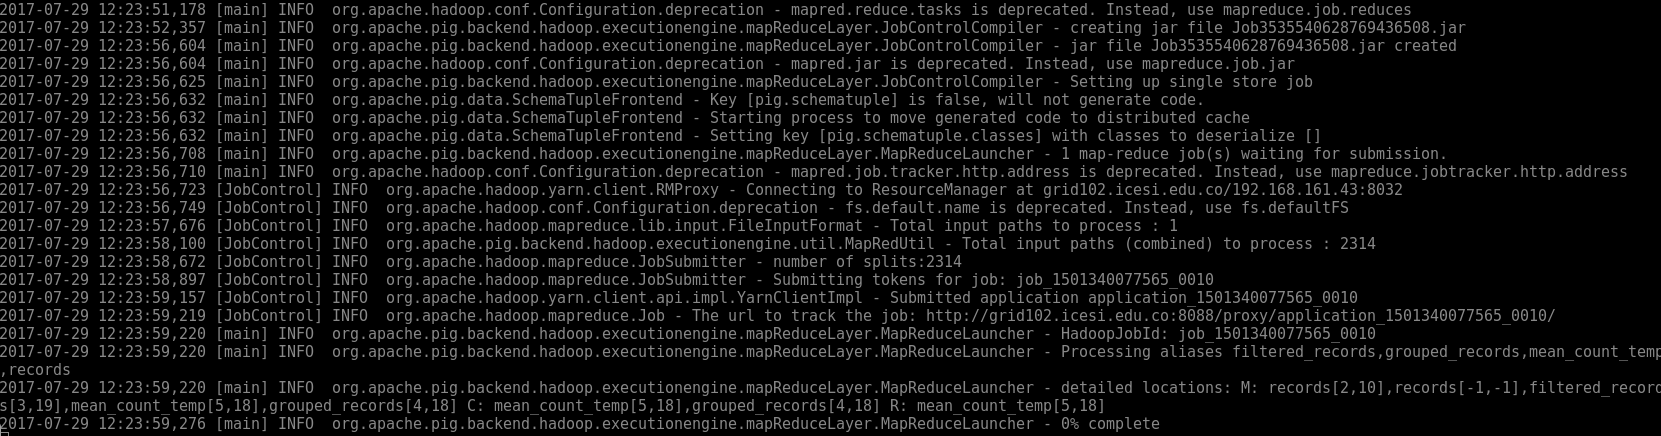 2017-07-29 12:23:51,178 [main] INFO  org.apache.hadoop.conf.Configuration.deprecation - mapred.reduce.tasks is deprecated. Instead, use mapreduce.job.reduces
2017-07-29 12:23:52,357 [main] INFO  org.apache.pig.backend.hadoop.executionengine.mapReduceLayer.JobControlCompiler - creating jar file Job3535540628769436508.jar
2017-07-29 12:23:56,604 [main] INFO  org.apache.pig.backend.hadoop.executionengine.mapReduceLayer.JobControlCompiler - jar file Job3535540628769436508.jar created
2017-07-29 12:23:56,604 [main] INFO  org.apache.hadoop.conf.Configuration.deprecation - mapred.jar is deprecated. Instead, use mapreduce.job.jar
2017-07-29 12:23:56,625 [main] INFO  org.apache.pig.backend.hadoop.executionengine.mapReduceLayer.JobControlCompiler - Setting up single store job
2017-07-29 12:23:56,632 [main] INFO  org.apache.pig.data.SchemaTupleFrontend - Key [pig.schematuple] is false, will not generate code.
2017-07-29 12:23:56,632 [main] INFO  org.apache.pig.data.SchemaTupleFrontend - Starting process to move generated code to distributed cache
2017-07-29 12:23:56,632 [main] INFO  org.apache.pig.data.SchemaTupleFrontend - Setting key [pig.schematuple.classes] with classes to deserialize []
2017-07-29 12:23:56,708 [main] INFO  org.apache.pig.backend.hadoop.executionengine.mapReduceLayer.MapReduceLauncher - 1 map-reduce job(s) waiting for submission.
2017-07-29 12:23:56,710 [main] INFO  org.apache.hadoop.conf.Configuration.deprecation - mapred.job.tracker.http.address is deprecated. Instead, use mapreduce.jobtracker.http.address
2017-07-29 12:23:56,723 [JobControl] INFO  org.apache.hadoop.yarn.client.RMProxy - Connecting to ResourceManager at grid102.icesi.edu.co/192.168.161.43:8032
2017-07-29 12:23:56,749 [JobControl] INFO  org.apache.hadoop.conf.Configuration.deprecation - fs.default.name is deprecated. Instead, use fs.defaultFS
2017-07-29 12:23:57,676 [JobControl] INFO  org.apache.hadoop.mapreduce.lib.input.FileInputFormat - Total input paths to process : 1
2017-07-29 12:23:58,100 [JobControl] INFO  org.apache.pig.backend.hadoop.executionengine.util.MapRedUtil - Total input paths (combined) to process : 2314
2017-07-29 12:23:58,672 [JobControl] INFO  org.apache.hadoop.mapreduce.JobSubmitter - number of splits:2314
2017-07-29 12:23:58,897 [JobControl] INFO  org.apache.hadoop.mapreduce.JobSubmitter - Submitting tokens for job: job_1501340077565_0010
2017-07-29 12:23:59,157 [JobControl] INFO  org.apache.hadoop.yarn.client.api.impl.YarnClientImpl - Submitted application application_1501340077565_0010
2017-07-29 12:23:59,219 [JobControl] INFO  org.apache.hadoop.mapreduce.Job - The url to track the job: http://grid102.icesi.edu.co:8088/proxy/application_1501340077565_0010/
2017-07-29 12:23:59,220 [main] INFO  org.apache.pig.backend.hadoop.executionengine.mapReduceLayer.MapReduceLauncher - HadoopJobId: job_1501340077565_0010
2017-07-29 12:23:59,220 [main] INFO  org.apache.pig.backend.hadoop.executionengine.mapReduceLayer.MapReduceLauncher - Processing aliases filtered_records,grouped_records,mean_count_temp
,records
2017-07-29 12:23:59,220 [main] INFO  org.apache.pig.backend.hadoop.executionengine.mapReduceLayer.MapReduceLauncher - detailed locations: M: records[2,10],records[-1,-1],filtered_record
s[3,19],mean_count_temp[5,18],grouped_records[4,18] C: mean_count_temp[5,18],grouped_records[4,18] R: mean_count_temp[5,18]
2017-07-29 12:23:59,276 [main] INFO  org.apache.pig.backend.hadoop.executionengine.mapReduceLayer.MapReduceLauncher - 0% complete